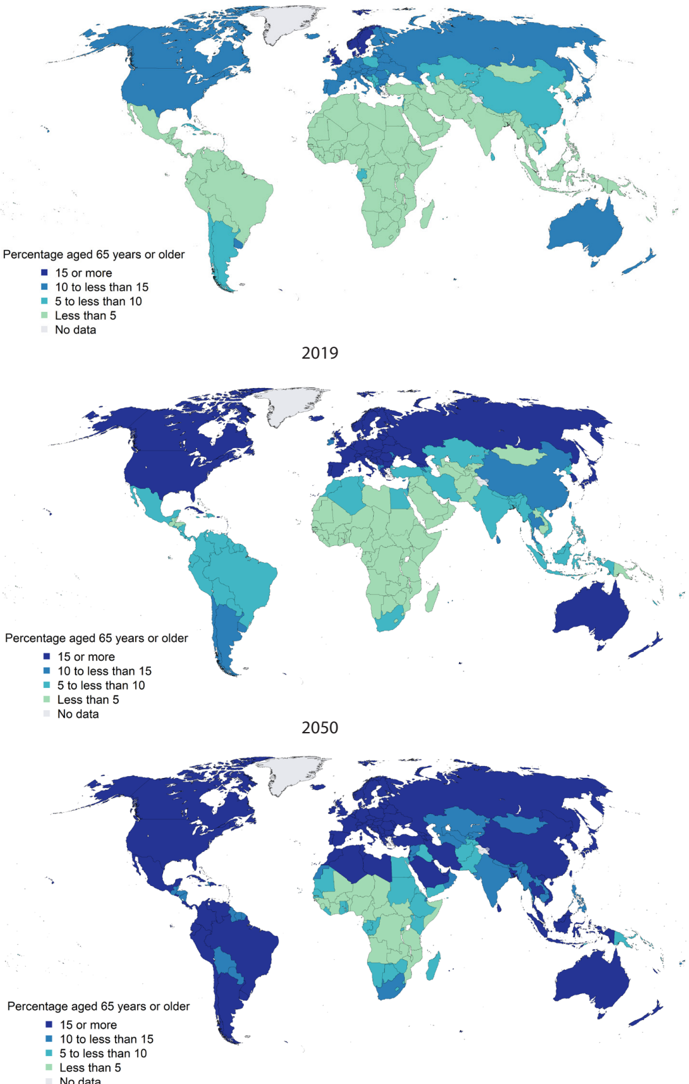 Percentage aged 65 years or older
15 or more
10 to less than 15
5 to less than 10
Less than 5
No data
2019
Percentage aged 65 years or older
15 or more
10 to less than 15
5 to less than 10
Less than 5
No data
2050
Percentage aged 65 years or older
15 or more
10 to less than 15
5 to less than 10
Less than 5
No data